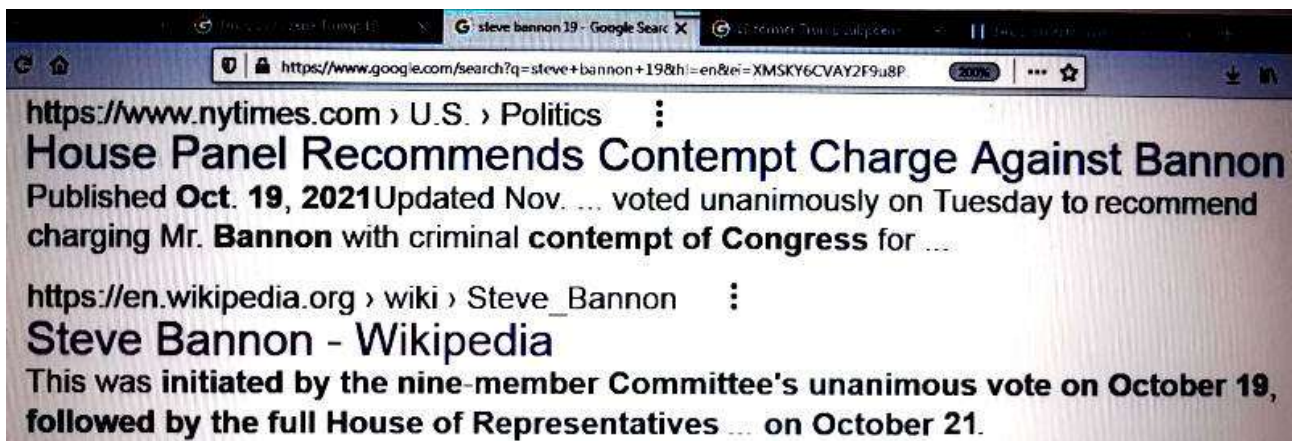 steve bannon 19 - Google Searc
https://www.google.com/search?q=steve+bannon+19&hl=en&ei=XMSKY6CVAY2F9u8P
200%
https://www.nytimes.com › U.S. › Politics
House Panel Recommends Contempt Charge Against Bannon
Published Oct. 19, 2021Updated Nov. ... voted unanimously on Tuesday to recommend
charging Mr. Bannon with criminal contempt of Congress for ...
https://en.wikipedia.org › wiki › Steve_Bannon
Steve Bannon - Wikipedia
This was initiated by the nine-member Committee's unanimous vote on October 19,
followed by the full House of Representatives ... on October 21.